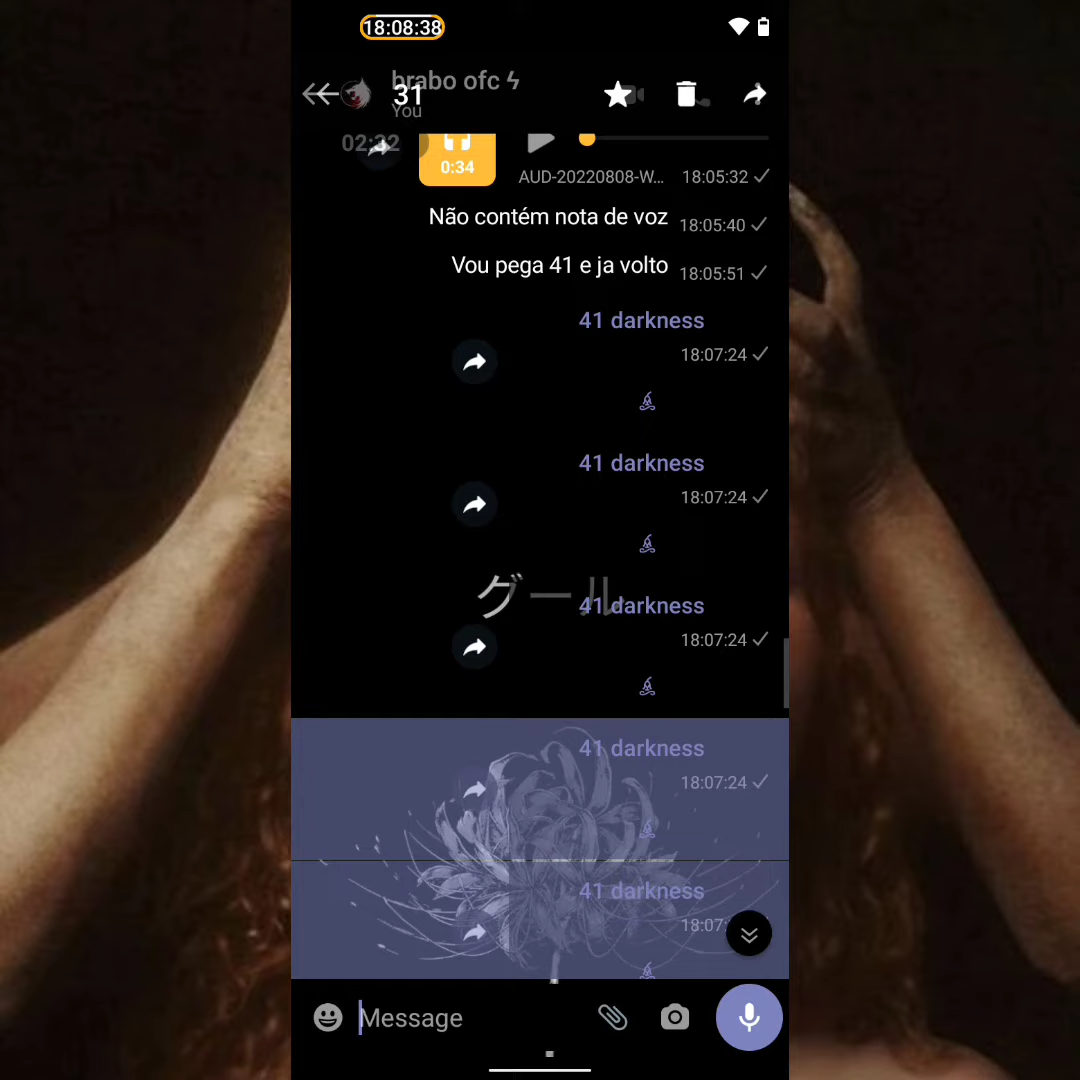 18:08:38
brabo ofc ϟ
31
You
02:32
0:34
AUD-20220808-W... 18:05:32
Não contém nota de voz 18:05:40
Vou pega 41 e ja volto 18:05:51
41 darkness
18:07:24
41 darkness
18:07:24
グール
41 darkness
18:07:24
41 darkness
18:07:24
41 darkness
18:07:
Message